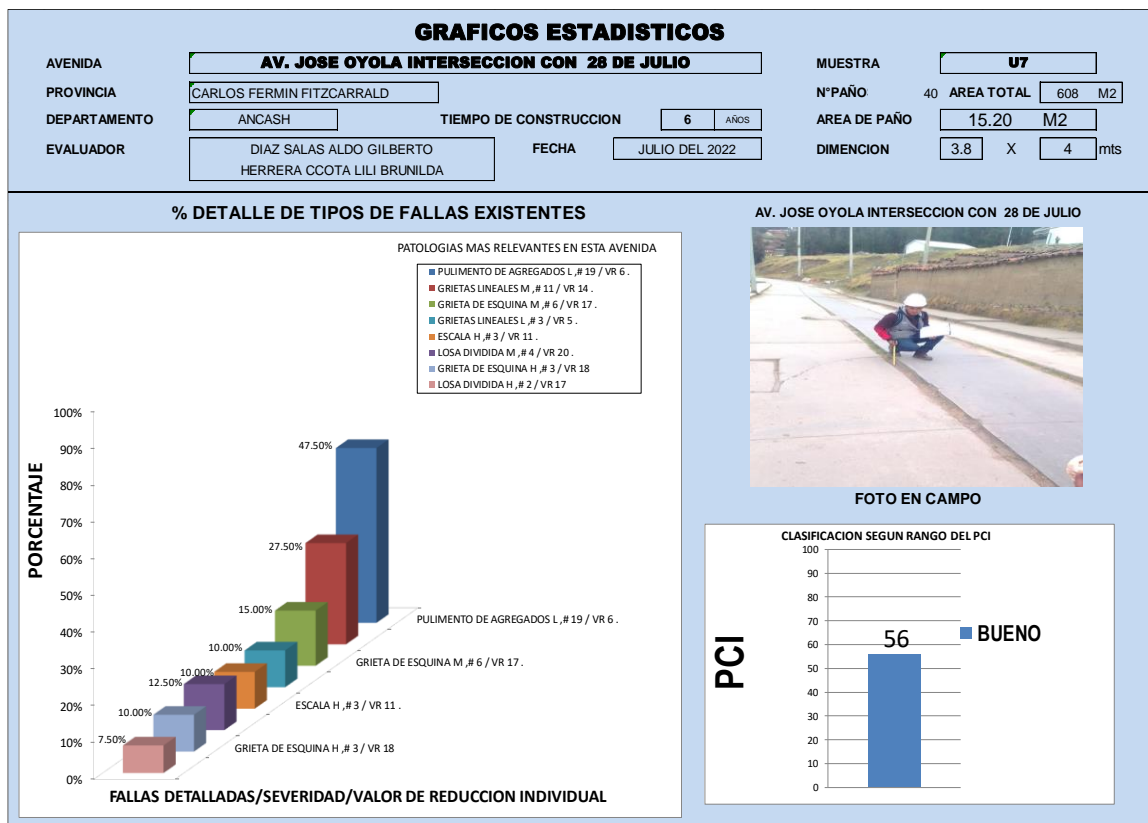 GRAFICOS ESTADISTICOS
AVENIDA AV. JOSE OYOLA INTERSECCION CON 28 DE JULIO MUESTRA U7
PROVINCIA CARLOS FERMIN FITZCARRALD N°PAÑO 40 AREA TOTAL 608 M2
DEPARTAMENTO ANCASH TIEMPO DE CONSTRUCCION 6 AÑOS AREA DE PAÑO 15.20 M2
EVALUADOR DIAZ SALAS ALDO GILBERTO FECHA JULIO DEL 2022 DIMENCION 3.8 X 4 mts
HERRERA CCOTA LILI BRUNILDA
% DETALLE DE TIPOS DE FALLAS EXISTENTES
PATOLOGIAS MAS RELEVANTES EN ESTA AVENIDA
PULIMENTO DE AGREGADOS L ,# 19 / VR 6 .
GRIETAS LINEALES M ,# 11 / VR 14 .
GRIETA DE ESQUINA M ,# 6 / VR 17 .
GRIETAS LINEALES L ,# 3 / VR 5 .
ESCALA H ,# 3 / VR 11 .
LOSA DIVIDIDA M ,# 4 / VR 20 .
GRIETA DE ESQUINA H ,# 3 / VR 18
LOSA DIVIDIDA H ,# 2 / VR 17
PORCENTAJE
100%
90%
80%
70%
60%
50%
40%
30%
20%
10%
0%
47.50%
27.50%
15.00%
10.00%
10.00%
12.50%
10.00%
7.50%
PULIMENTO DE AGREGADOS L ,# 19 / VR 6 .
GRIETA DE ESQUINA M ,# 6 / VR 17 .
ESCALA H ,# 3 / VR 11 .
GRIETA DE ESQUINA H ,# 3 / VR 18
FALLAS DETALLADAS/SEVERIDAD/VALOR DE REDUCCION INDIVIDUAL
AV. JOSE OYOLA INTERSECCION CON 28 DE JULIO
FOTO EN CAMPO
CLASIFICACION SEGUN RANGO DEL PCI
PCI
100
90
80
70
60
50
40
30
20
10
0
56
BUENO